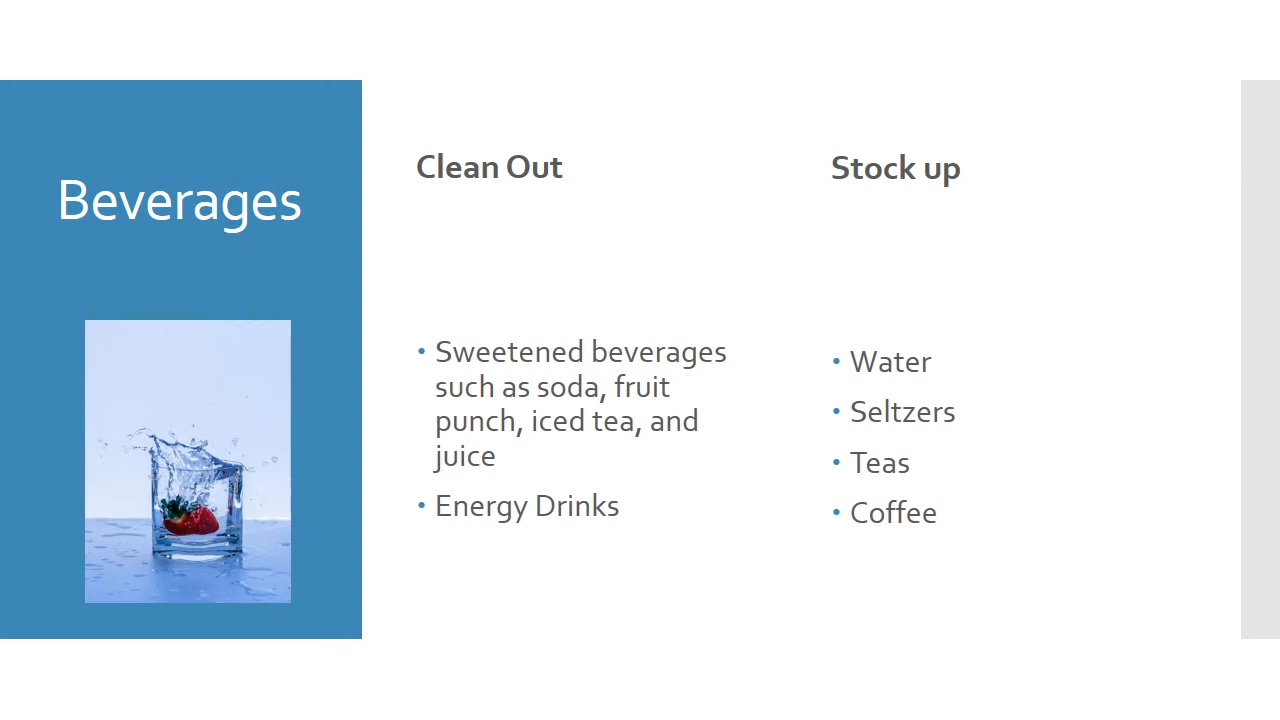 Beverages
Clean Out
Sweetened beverages
such as soda, fruit
punch, iced tea, and
juice
Energy Drinks
Stock up
Water
Seltzers
Teas
Coffee